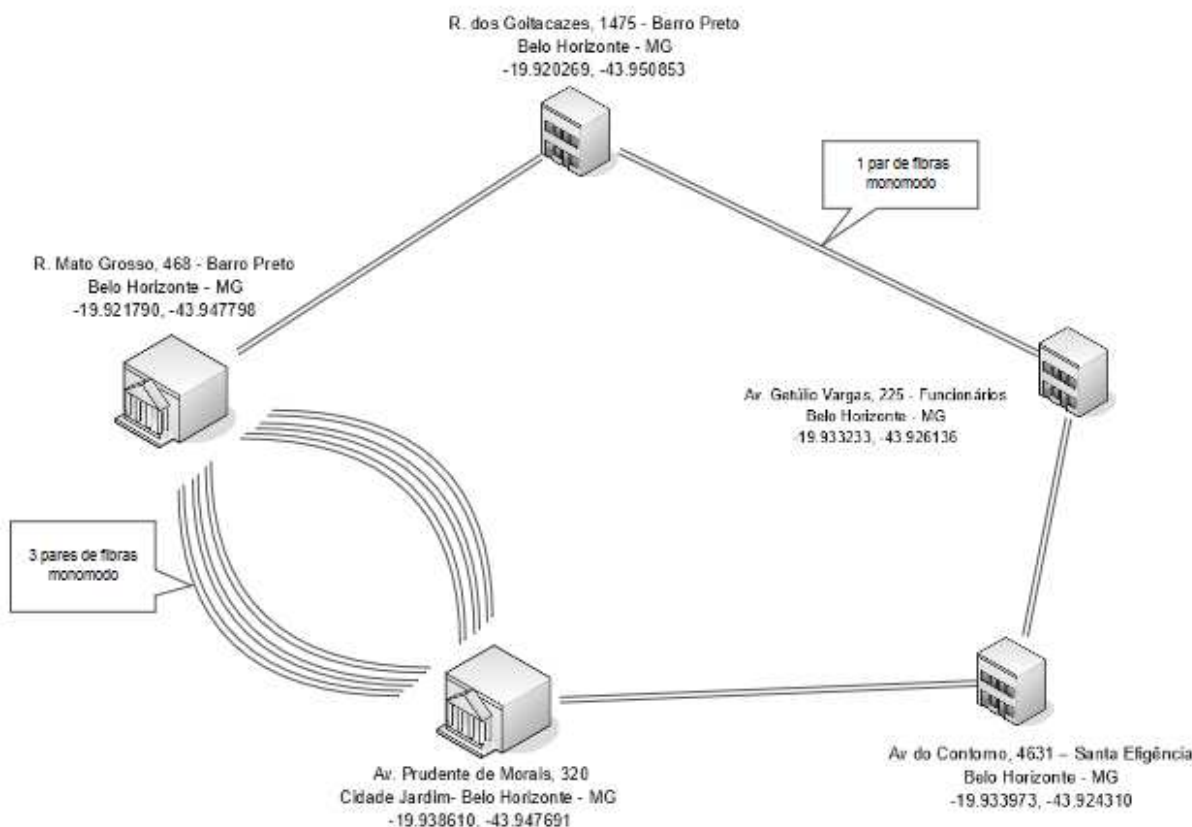 R. dos Goitacazes, 1475 - Barro Preto
Belo Horizonte - MG
-19.920269, -43.950853
1 par de fibras
monomodo
R. Mato Grosso, 468 - Barro Preto
Belo Horizonte - MG
-19.921790, -43.947798
Av. Getúlio Vargas, 225 - Funcionários
Belo Horizonte - MG
-19.933233, -43.926136
3 pares de fibras
monomodo
Av. Prudente de Morais, 320
Cidade Jardim- Belo Horizonte - MG
-19.938610, -43.947691
Av do Contorno, 4631 – Santa Efigência
Belo Horizonte - MG
-19.933973, -43.924310